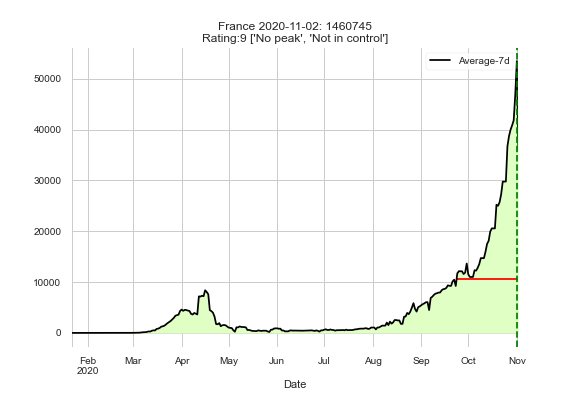 France 2020-11-02: 1460745
Rating:9 ['No peak', 'Not in control']
Average-7d
50000
40000
30000
20000
10000
0
Feb Mar Apr May Jun Jul Aug Sep Oct Nov
2020
Date